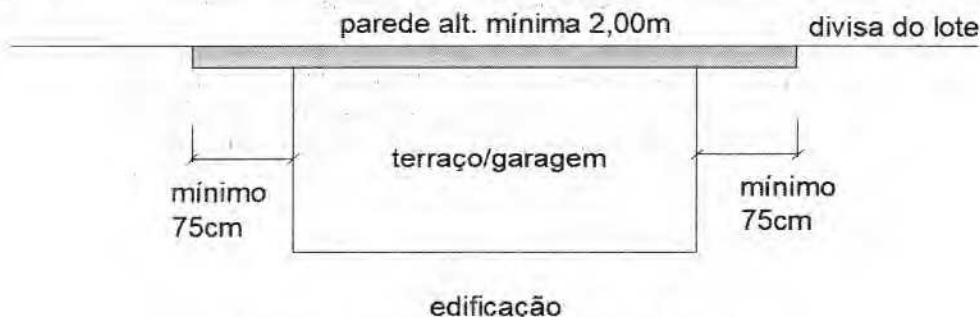 parede alt. mínima 2,00m
divisa do lote
terraço/garagem
mínimo
75cm
mínimo
75cm
edificação